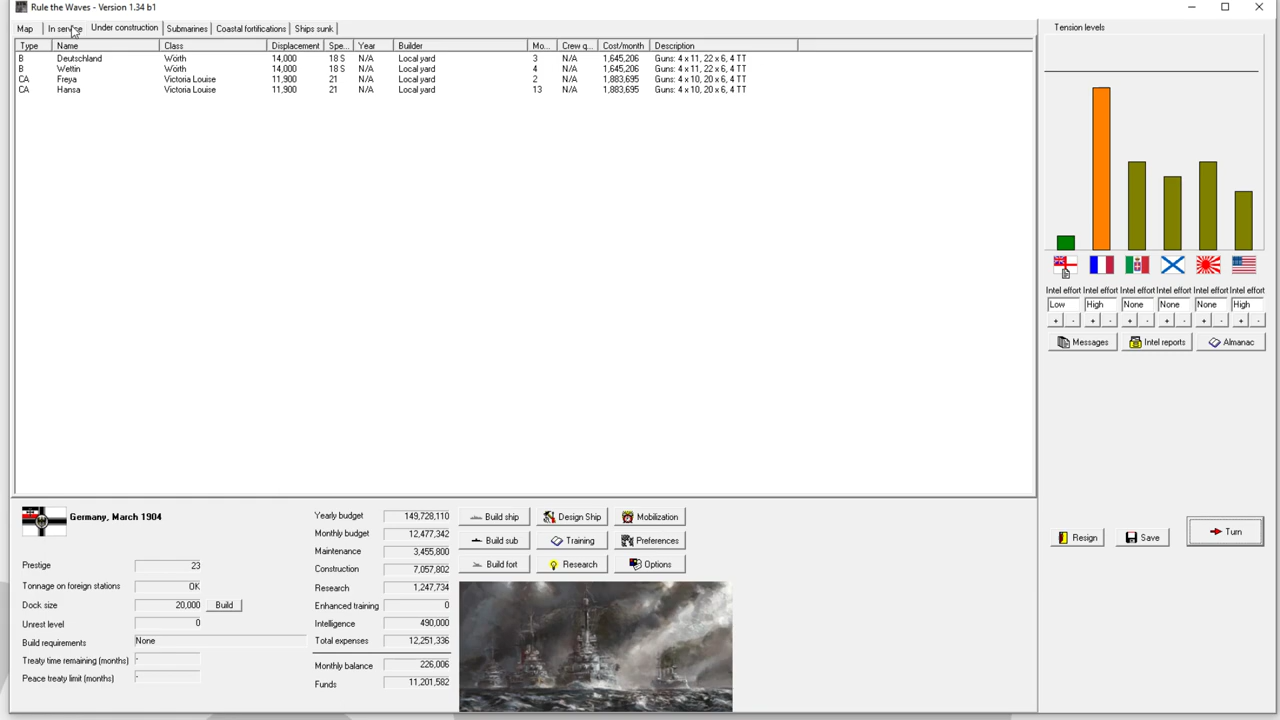 Rule the Waves - Version 1.34 b1
Map In service Under construction Submarines Coastal fortifications Ships sunk
Type Name Class Displacement Spe... Year Builder Mo... Crew q... Cost/month Description
B Deutschland Wörth 14,000 18 S N/A Local yard 3 N/A 1,645,206 Guns: 4 x 11, 22 x 6, 4 TT
B Wettin Wörth 14,000 18 S N/A Local yard 4 N/A 1,645,206 Guns: 4 x 11, 22 x 6, 4 TT
CA Freya Victoria Louise 11,900 21 N/A Local yard 2 N/A 1,883,695 Guns: 4 x 10, 20 x 6, 4 TT
CA Hansa Victoria Louise 11,900 21 N/A Local yard 13 N/A 1,883,695 Guns: 4 x 10, 20 x 6, 4 TT
Tension levels
Intel effort Intel effort Intel effort Intel effort Intel effort Intel effort
Low High None None None High
+ - + - + - + - + - + -
Messages Intel reports Almanac
Germany, March 1904
Prestige 23
Tonnage on foreign stations OK
Dock size 20,000 Build
Unrest level 0
Build requirements None
Treaty time remaining (months) -
Peace treaty limit (months) -
Yearly budget 149,728,110
Monthly budget 12,477,342
Maintenance 3,455,800
Construction 7,057,802
Research 1,247,734
Enhanced training 0
Intelligence 490,000
Total expenses 12,251,336
Monthly balance 226,006
Funds 11,201,582
Build ship Design Ship Mobilization
Build sub Training Preferences
Build fort Research Options
Resign Save Turn